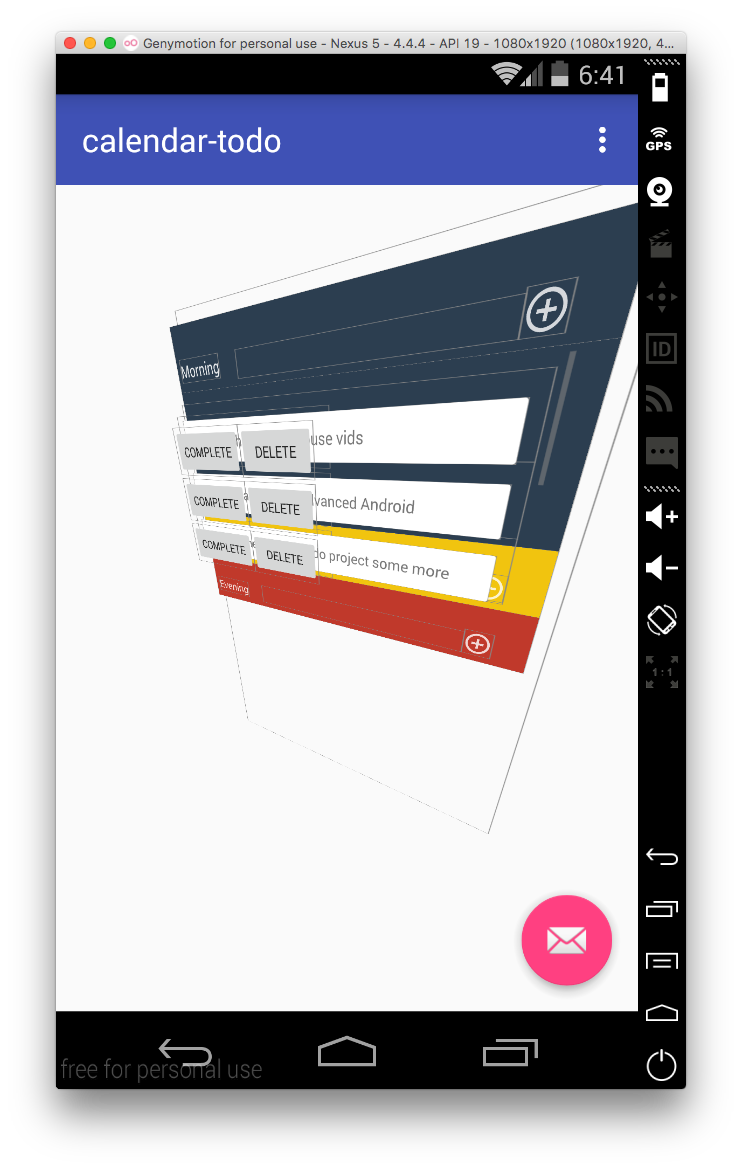 Genymotion for personal use - Nexus 5 - 4.4.4 - API 19 - 1080x1920 (1080x1920, 4...
6:41
calendar-todo
GPS
ID
1:1
Morning
COMPLETE DELETE use vids
COMPLETE DELETE vanced Android
COMPLETE DELETE do project some more
Evening
free for personal use